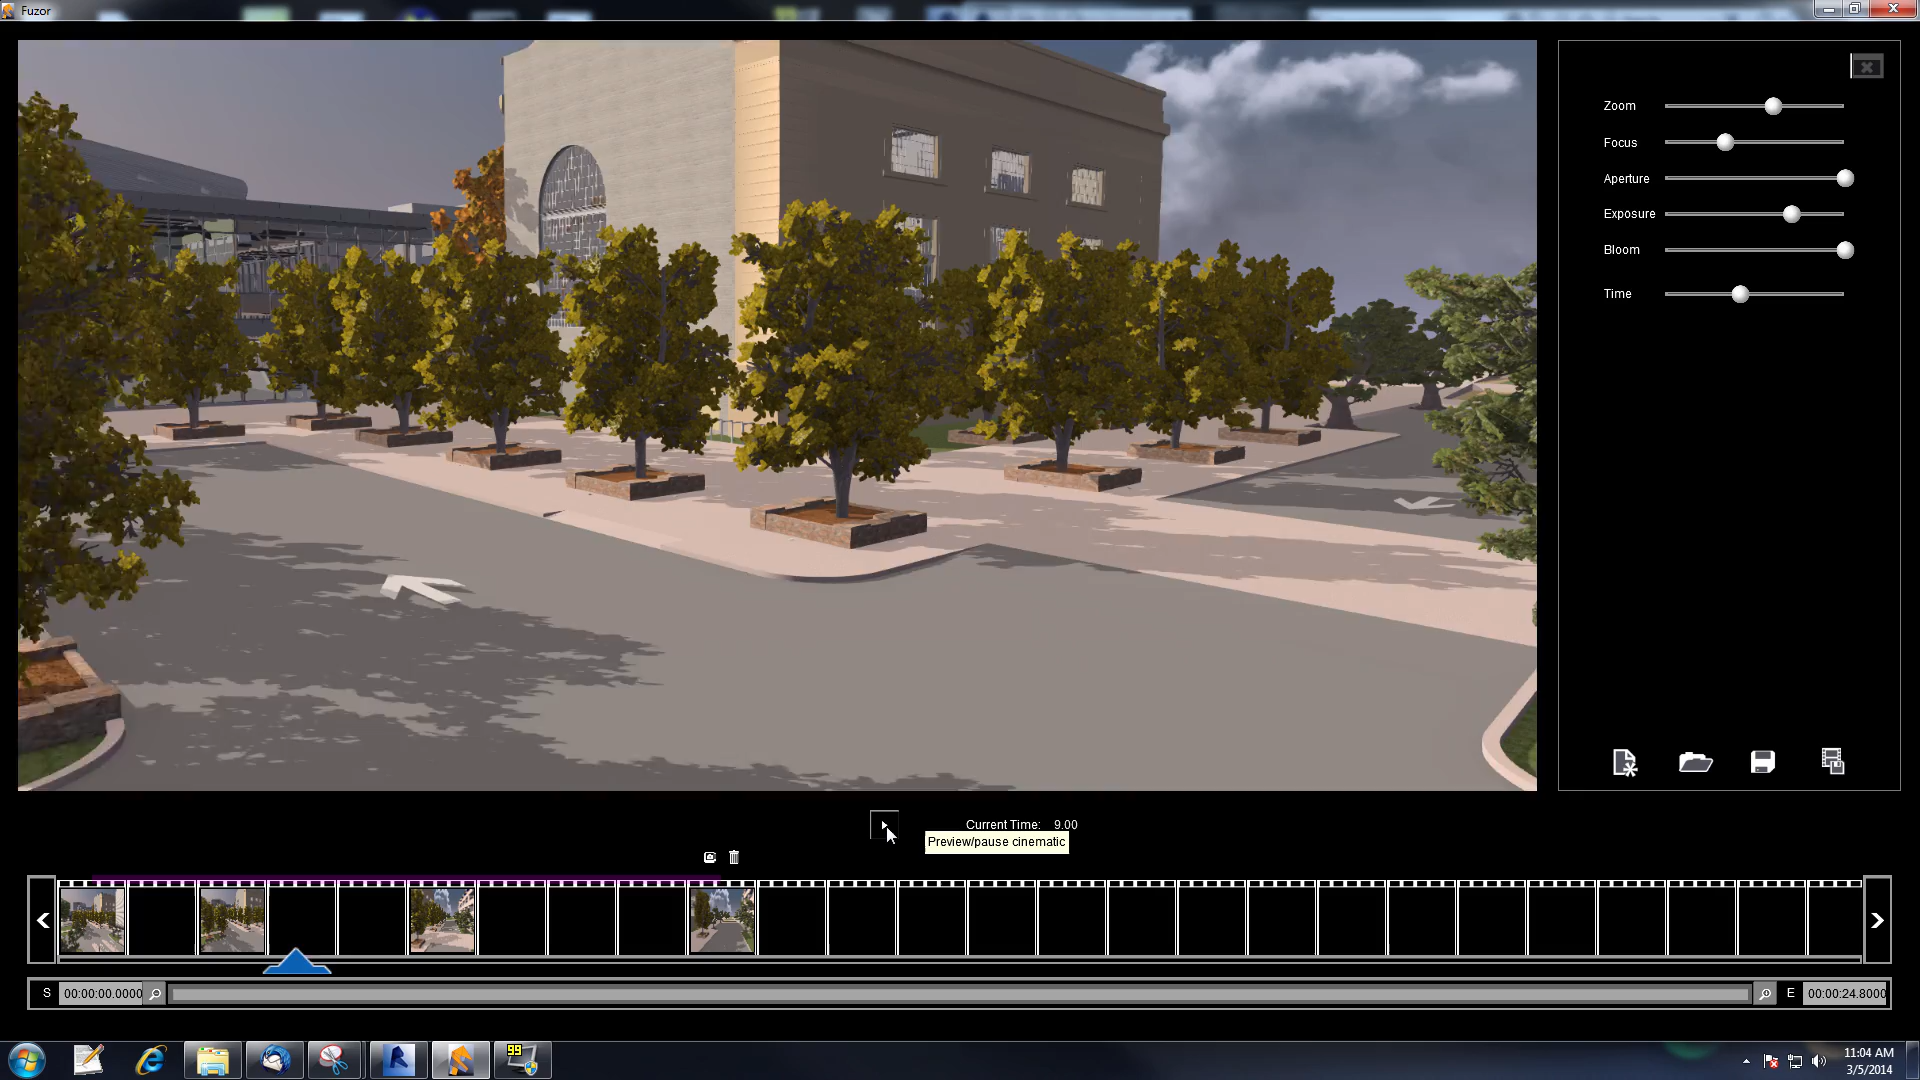 Fuzor
Zoom
Focus
Aperture
Exposure
Bloom
Time
Current Time: 9.00
Preview/pause cinematic
S 00:00:00.0000
E 00:00:24.8000
99
11:04 AM
3/5/2014